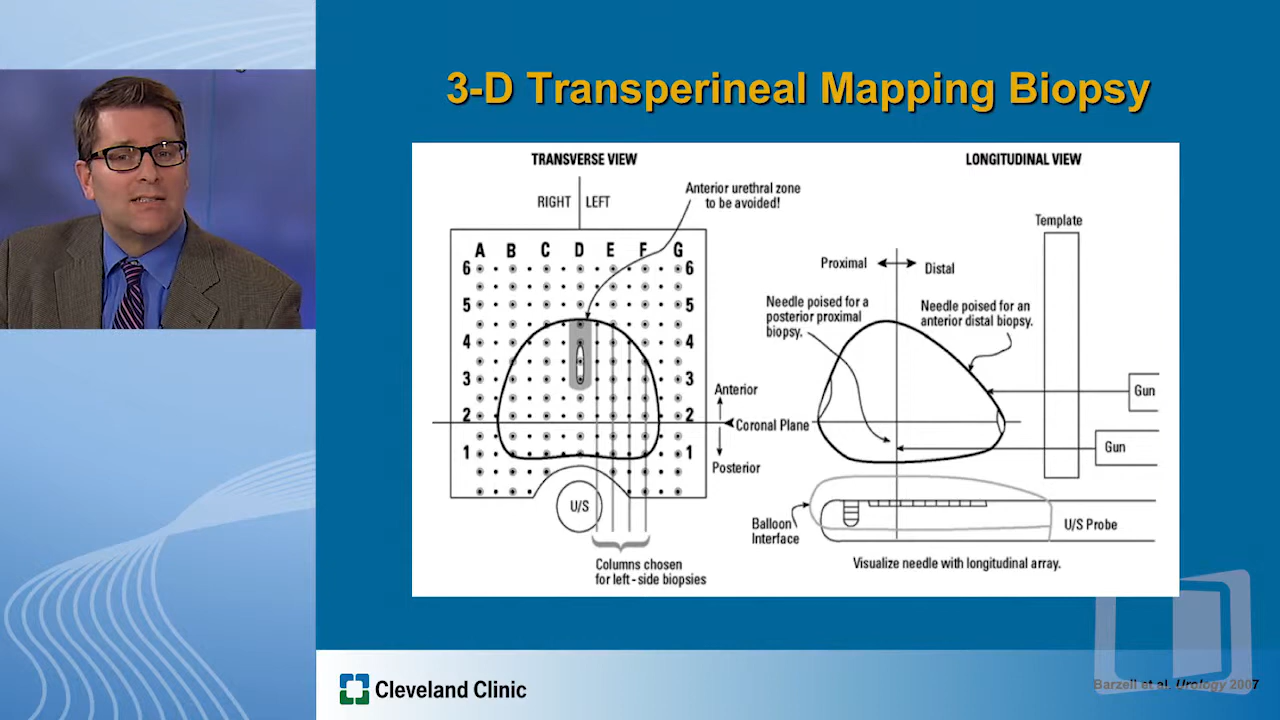 3-D Transperineal Mapping Biopsy
TRANSVERSE VIEW
RIGHT LEFT
Anterior urethral zone
to be avoided!
A B C D E F G
6 6
5 5
4 4
3 3
2 2
1 1
Anterior
Coronal Plane
Posterior
U/S
Columns chosen
for left-side biopsies
LONGITUDINAL VIEW
Template
Proximal Distal
Needle poised for a
posterior proximal
biopsy.
Needle poised for an
anterior distal biopsy.
Gun
Gun
Balloon
Interface
U/S Probe
Visualize needle with longitudinal array.
Cleveland Clinic
Barzell et al. Urology 2007